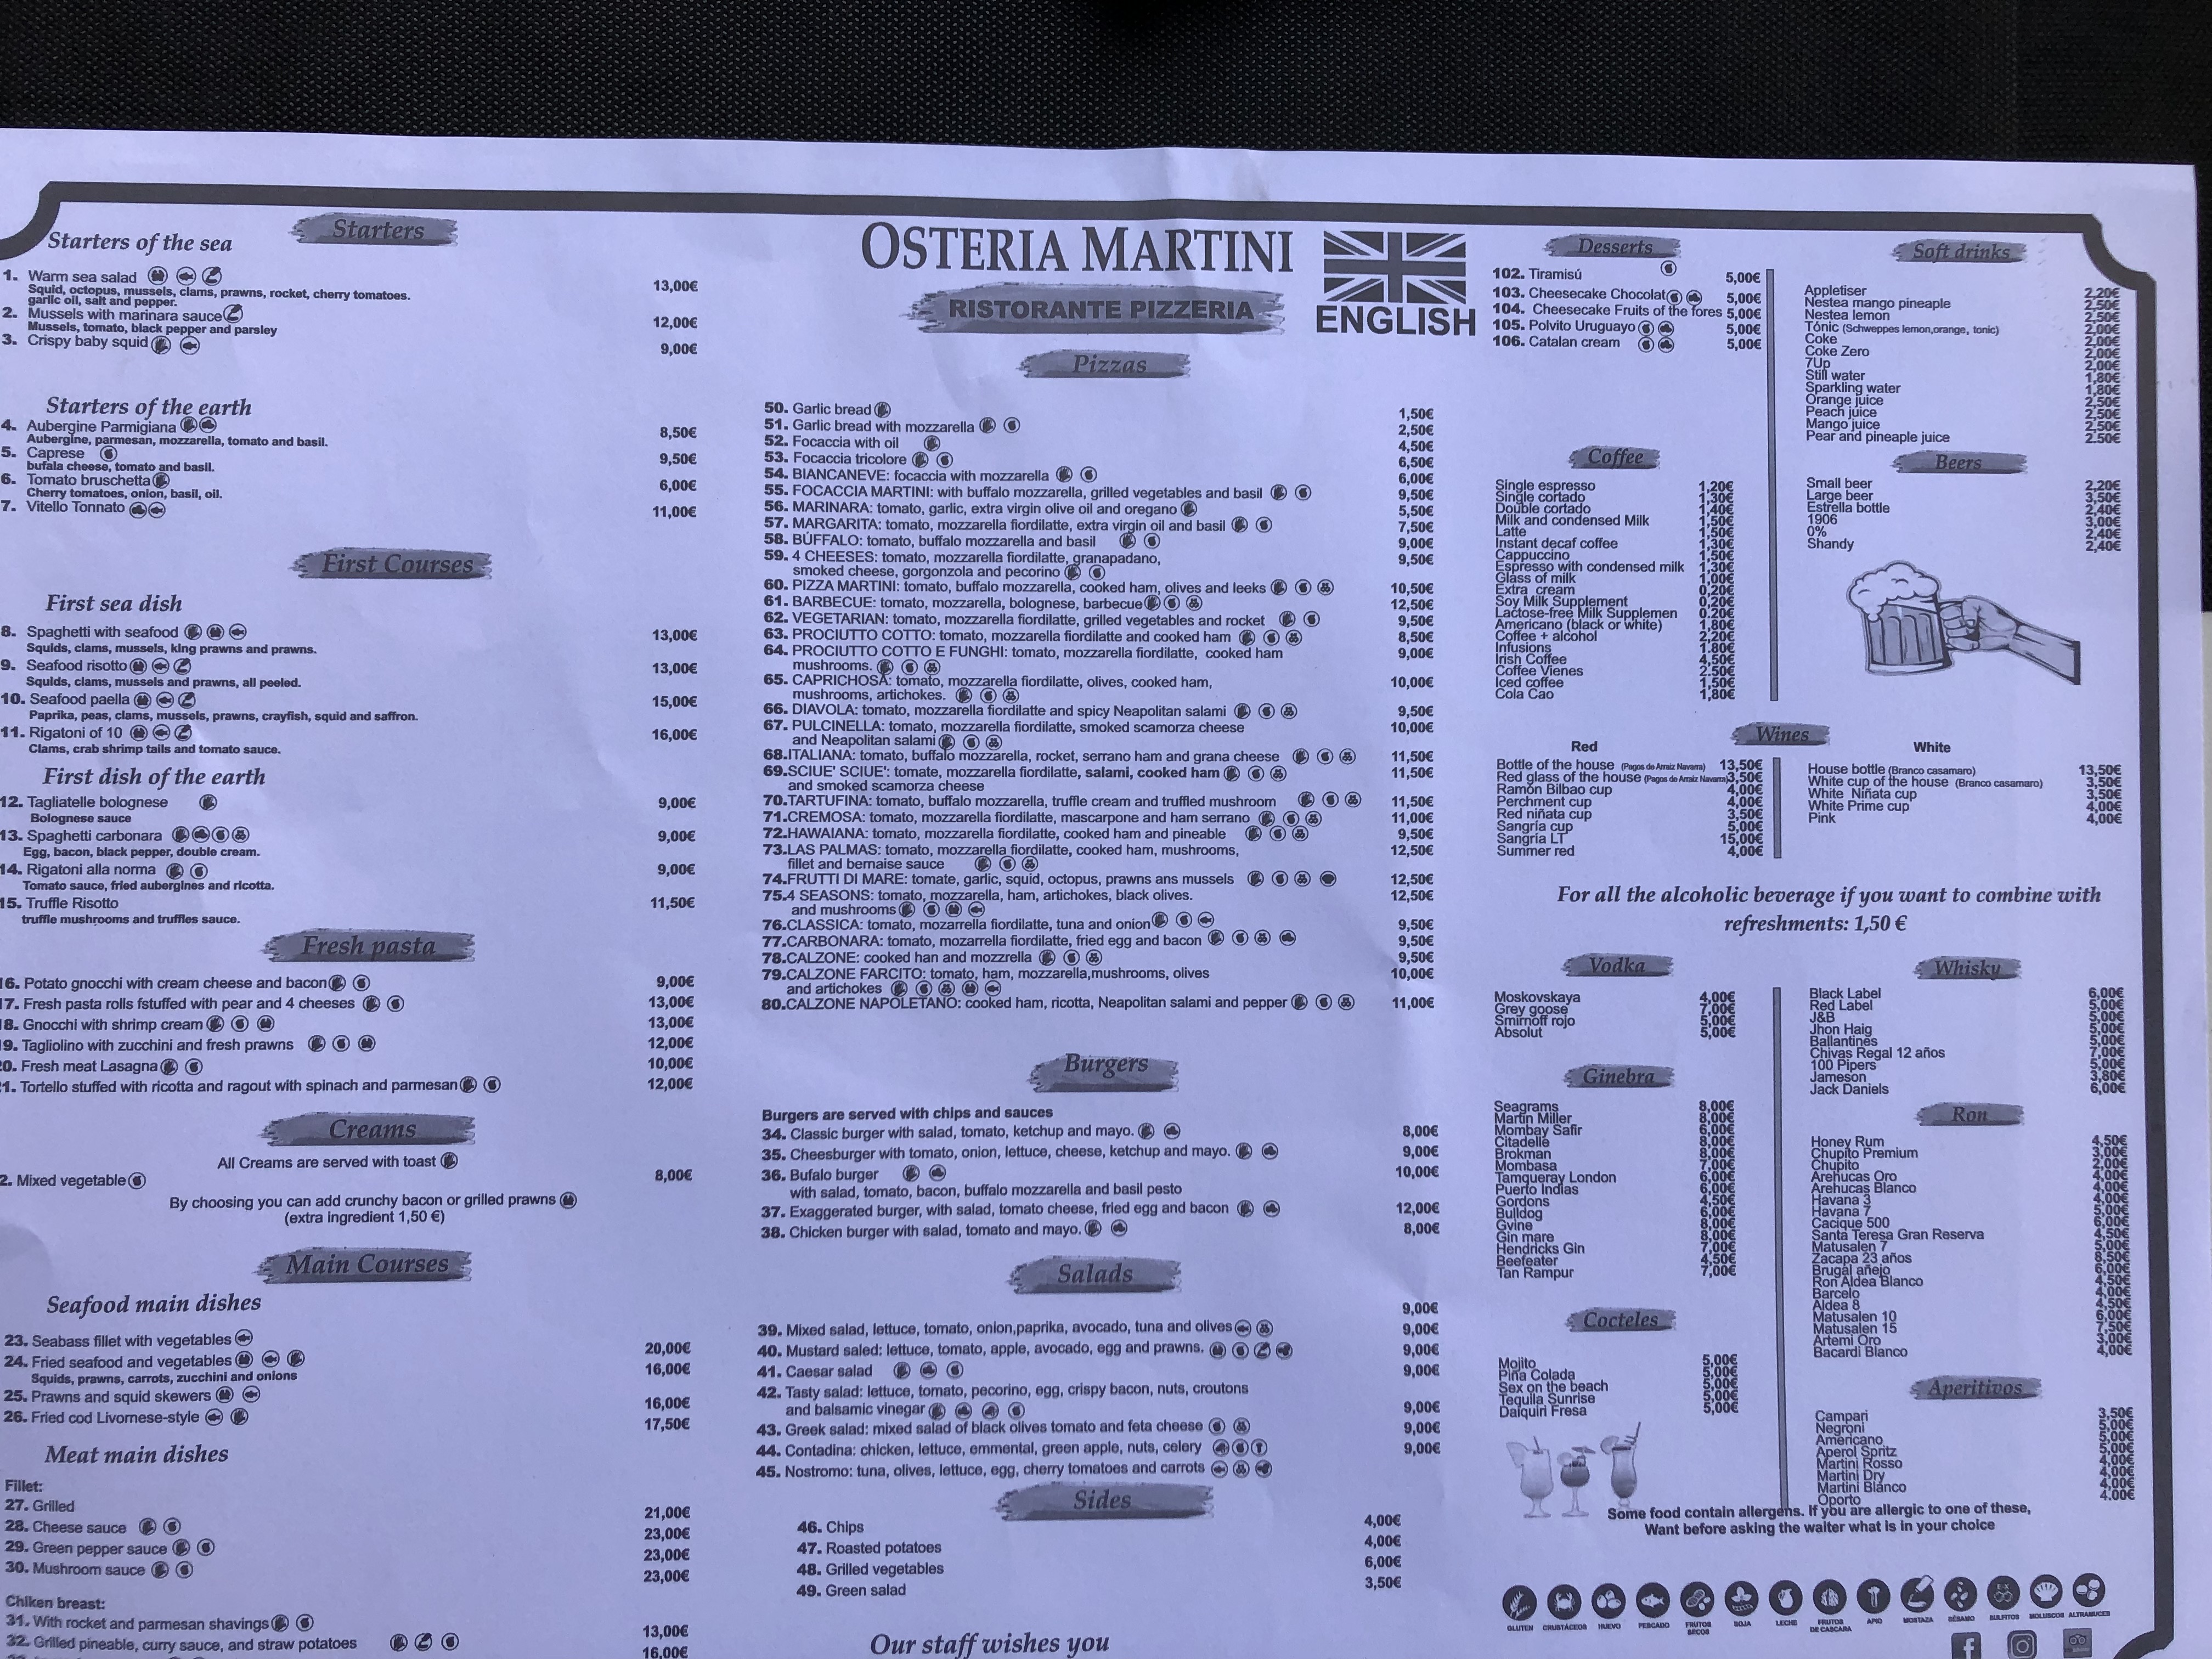 Starters
Starters of the sea
1. Warm sea salad 13,00€
Squid, octopus, mussels, clams, prawns, rocket, cherry tomatoes.
garlic oil, salt and pepper.
2. Mussels with marinara sauce 12,00€
Mussels, tomato, black pepper and parsley
3. Crispy baby squid 9,00€
Starters of the earth
4. Aubergine Parmigiana 8,50€
Aubergine, parmesan, mozzarella, tomato and basil.
5. Caprese 9,50€
bufala cheese, tomato and basil.
6. Tomato bruschetta 6,00€
Cherry tomatoes, onion, basil, oil.
7. Vitello Tonnato 11,00€
First Courses
First sea dish
8. Spaghetti with seafood 13,00€
Squids, clams, mussels, king prawns and prawns.
9. Seafood risotto 13,00€
Squids, clams, mussels and prawns, all peeled.
10. Seafood paella 15,00€
Paprika, peas, clams, mussels, prawns, crayfish, squid and saffron.
11. Rigatoni of 10 16,00€
Clams, crab shrimp tails and tomato sauce.
First dish of the earth
12. Tagliatelle bolognese 9,00€
Bolognese sauce
13. Spaghetti carbonara 9,00€
Egg, bacon, black pepper, double cream.
14. Rigatoni alla norma 9,00€
Tomato sauce, fried aubergines and ricotta.
15. Truffle Risotto 11,50€
truffle mushrooms and truffles sauce.
Fresh pasta
16. Potato gnocchi with cream cheese and bacon 9,00€
17. Fresh pasta rolls fstuffed with pear and 4 cheeses 13,00€
18. Gnocchi with shrimp cream 13,00€
9. Tagliolino with zucchini and fresh prawns 12,00€
0. Fresh meat Lasagna 10,00€
1. Tortello stuffed with ricotta and ragout with spinach and parmesan 12,00€
Creams
All Creams are served with toast
2. Mixed vegetable 8,00€
By choosing you can add crunchy bacon or grilled prawns
(extra ingredient 1,50 €)
Main Courses
Seafood main dishes
23. Seabass fillet with vegetables 20,00€
24. Fried seafood and vegetables 16,00€
Squids, prawns, carrots, zucchini and onions
25. Prawns and squid skewers 16,00€
26. Fried cod Livornese-style 17,50€
Meat main dishes
Fillet:
27. Grilled 21,00€
28. Cheese sauce 23,00€
29. Green pepper sauce 23,00€
30. Mushroom sauce 23,00€
Chiken breast:
31. With rocket and parmesan shavings 13,00€
32. Grilled pineable, curry sauce, and straw potatoes 16,00€
OSTERIA MARTINI
RISTORANTE PIZZERIA
ENGLISH
Pizzas
50. Garlic bread 1,50€
51. Garlic bread with mozzarella 2,50€
52. Focaccia with oil 4,50€
53. Focaccia tricolore 6,50€
54. BIANCANEVE: focaccia with mozzarella 6,00€
55. FOCACCIA MARTINI: with buffalo mozzarella, grilled vegetables and basil 9,50€
56. MARINARA: tomato, garlic, extra virgin olive oil and oregano 5,50€
57. MARGARITA: tomato, mozzarella fiordilatte, extra virgin oil and basil 7,50€
58. BÚFFALO: tomato, buffalo mozzarella and basil 9,00€
59. 4 CHEESES: tomato, mozzarella fiordilatte, granapadano, 9,50€
smoked cheese, gorgonzola and pecorino
60. PIZZA MARTINI: tomato, buffalo mozzarella, cooked ham, olives and leeks 10,50€
61. BARBECUE: tomato, mozzarella, bolognese, barbecue 12,50€
62. VEGETARIAN: tomato, mozzarella fiordilatte, grilled vegetables and rocket 9,50€
63. PROCIUTTO COTTO: tomato, mozzarella fiordilatte and cooked ham 8,50€
64. PROCIUTTO COTTO E FUNGHI: tomato, mozzarella fiordilatte, cooked ham 9,00€
mushrooms.
65. CAPRICHOSA: tomato, mozzarella fiordilatte, olives, cooked ham, 10,00€
mushrooms, artichokes.
66. DIAVOLA: tomato, mozzarella fiordilatte and spicy Neapolitan salami 9,50€
67. PULCINELLA: tomato, mozzarella fiordilatte, smoked scamorza cheese 10,00€
and Neapolitan salami
68.ITALIANA: tomato, buffalo mozzarella, rocket, serrano ham and grana cheese 11,50€
69.SCIUE' SCIUE': tomate, mozzarella fiordilatte, salami, cooked ham 11,50€
and smoked scamorza cheese
70.TARTUFINA: tomato, buffalo mozzarella, truffle cream and truffled mushroom 11,50€
71.CREMOSA: tomato, mozzarella fiordilatte, mascarpone and ham serrano 11,00€
72.HAWAIANA: tomato, mozzarella fiordilatte, cooked ham and pineable 9,50€
73.LAS PALMAS: tomato, mozzarella fiordilatte, cooked ham, mushrooms, 12,50€
fillet and bernaise sauce
74.FRUTTI DI MARE: tomate, garlic, squid, octopus, prawns ans mussels 12,50€
75.4 SEASONS: tomato, mozzarella, ham, artichokes, black olives. 12,50€
and mushrooms
76.CLASSICA: tomato, mozarrella fiordilatte, tuna and onion 9,50€
77.CARBONARA: tomato, mozarrella fiordilatte, fried egg and bacon 9,50€
78.CALZONE: cooked han and mozzrella 9,50€
79.CALZONE FARCITO: tomato, ham, mozzarella,mushrooms, olives 10,00€
and artichokes
80.CALZONE NAPOLETANO: cooked ham, ricotta, Neapolitan salami and pepper 11,00€
Burgers
Burgers are served with chips and sauces
34. Classic burger with salad, tomato, ketchup and mayo. 8,00€
35. Cheesburger with tomato, onion, lettuce, cheese, ketchup and mayo. 9,00€
36. Bufalo burger 10,00€
with salad, tomato, bacon, buffalo mozzarella and basil pesto
37. Exaggerated burger, with salad, tomato cheese, fried egg and bacon 12,00€
38. Chicken burger with salad, tomato and mayo. 8,00€
Salads
39. Mixed salad, lettuce, tomato, onion,paprika, avocado, tuna and olives 9,00€
40. Mustard saled: lettuce, tomato, apple, avocado, egg and prawns. 9,00€
41. Caesar salad 9,00€
42. Tasty salad: lettuce, tomato, pecorino, egg, crispy bacon, nuts, croutons 9,00€
and balsamic vinegar
43. Greek salad: mixed salad of black olives tomato and feta cheese 9,00€
44. Contadina: chicken, lettuce, emmental, green apple, nuts, celery 9,00€
45. Nostromo: tuna, olives, lettuce, egg, cherry tomatoes and carrots 9,00€
Sides
46. Chips 4,00€
47. Roasted potatoes 4,00€
48. Grilled vegetables 6,00€
49. Green salad 3,50€
Our staff wishes you
Desserts
102. Tiramisú 5,00€
103. Cheesecake Chocolat 5,00€
104. Cheesecake Fruits of the fores 5,00€
105. Polvito Uruguayo 5,00€
106. Catalan cream 5,00€
Coffee
Single espresso 1,20€
Single cortado 1,30€
Double cortado 1,40€
Milk and condensed Milk 1,50€
Latte 1,50€
Instant decaf coffee 1,30€
Cappuccino 1,50€
Espresso with condensed milk 1,30€
Glass of milk 1,00€
Extra cream 0,20€
Soy Milk Supplement 0,20€
Lactose-free Milk Supplemen 0,20€
Americano (black or white) 1,80€
Coffee + alcohol 2,20€
Infusions 1.80€
Irish Coffee 4,50€
Coffee Vienes 2.50€
Iced coffee 1,50€
Cola Cao 1,80€
Soft drinks
Appletiser 2,20€
Nestea mango pineapple 2,50€
Nestea lemon 2,50€
Tónic (Schweppes lemon,orange, tonic) 2,00€
Coke 2,00€
Coke Zero 2,00€
7Up 2,00€
Still water 1,80€
Sparkling water 1,80€
Orange juice 2,50€
Peach juice 2,50€
Mango juice 2,50€
Pear and pineapple juice 2.50€
Beers
Small beer 2,20€
Large beer 3,50€
Estrella bottle 2,40€
1906 3,00€
0% 2,40€
Shandy 2,40€
Wines
Red
Bottle of the house (Pagos de Arraiz Navarra) 13,50€
Red glass of the house (Pagos de Arraiz Navarra) 3,50€
Ramón Bilbao cup 4,00€
Perchment cup 4,00€
Red niñata cup 3,50€
Sangría cup 5,00€
Sangría LT 15,00€
Summer red 4,00€
White
House bottle (Branco casamaro) 13,50€
White cup of the house (Branco casamaro) 3,50€
White Niñata cup 3,50€
White Prime cup 4,00€
Pink 4,00€
For all the alcoholic beverage if you want to combine with
refreshments: 1,50 €
Vodka
Moskovskaya 4,00€
Grey goose 7,00€
Smirnoff rojo 5,00€
Absolut 5,00€
Ginebra
Seagrams 8,00€
Martin Miller 8,00€
Mombay Safir 6,00€
Citadelle 8,00€
Brokman 8,00€
Mombasa 7,00€
Tamqueray London 6,00€
Puerto Indias 6,00€
Gordons 4,50€
Bulldog 6,00€
Gvine 8,00€
Gin mare 8,00€
Hendricks Gin 7,00€
Beefeater 4,50€
Tan Rampur 7,00€
Cocteles
Mojito 5,00€
Piña Colada 5,00€
Sex on the beach 5,00€
Tequila Sunrise 5,00€
Daiquiri Fresa 5,00€
Whisky
Black Label 6,00€
Red Label 5,00€
J&B 5,00€
Jhon Haig 5,00€
Ballantines 5,00€
Chivas Regal 12 años 7,00€
100 Pipers 5,00€
Jameson 3,80€
Jack Daniels 6,00€
Ron
Honey Rum 4,50€
Chupito Premium 3,00€
Chupito 2,00€
Arehucas Oro 4,00€
Arehucas Blanco 4,00€
Havana 3 4,00€
Havana 7 5,00€
Cacique 500 6,00€
Santa Teresa Gran Reserva 4,50€
Matusalen 7 5,00€
Zacapa 23 años 8,50€
Brugal añejo 6,00€
Ron Aldea Blanco 4,50€
Barcelo 4,00€
Aldea 8 4,50€
Matusalen 10 6,00€
Matusalen 15 7,50€
Artemi Oro 3,00€
Bacardi Blanco 4,00€
Aperitivos
Campari 3,50€
Negroni 5,00€
Americano 5,00€
Aperol Spritz 5,00€
Martini Rosso 4,00€
Martini Dry 4,00€
Martini Blanco 4,00€
Oporto 4.00€
Some food contain allergens. If you are allergic to one of these,
Want before asking the waiter what is in your choice
GLUTEN CRUSTÁCEOS HUEVO PESCADO FRUTOS SECOS SOJA LECHE FRUTOS DE CASCARA APIO MOSTAZA SÉSAMO SULFITOS MOLUSCOS ALTRAMUCES